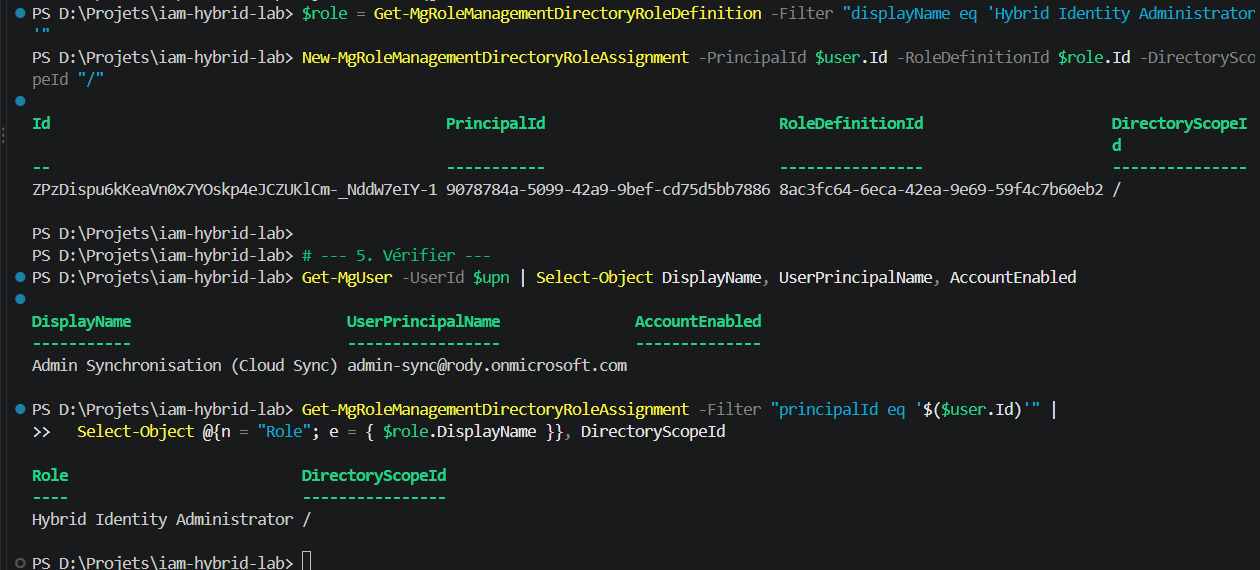 PS D:\Projets\iam-hybrid-lab> $role = Get-MgRoleManagementDirectoryRoleDefinition -Filter "displayName eq 'Hybrid Identity Administrator
'"
PS D:\Projets\iam-hybrid-lab> New-MgRoleManagementDirectoryRoleAssignment -PrincipalId $user.Id -RoleDefinitionId $role.Id -DirectorySco
peId "/"
Id PrincipalId RoleDefinitionId DirectoryScopeI
d
-- ----------- ---------------- ---------------
ZPzDispu6kKeaVn0x7YOskp4eJCZUKlCm-_NddW7eIY-1 9078784a-5099-42a9-9bef-cd75d5bb7886 8ac3fc64-6eca-42ea-9e69-59f4c7b60eb2 /
PS D:\Projets\iam-hybrid-lab>
PS D:\Projets\iam-hybrid-lab> # --- 5. Vérifier ---
PS D:\Projets\iam-hybrid-lab> Get-MgUser -UserId $upn | Select-Object DisplayName, UserPrincipalName, AccountEnabled
DisplayName UserPrincipalName AccountEnabled
----------- ----------------- --------------
Admin Synchronisation (Cloud Sync) admin-sync@rody.onmicrosoft.com
PS D:\Projets\iam-hybrid-lab> Get-MgRoleManagementDirectoryRoleAssignment -Filter "principalId eq '$($user.Id)'" |
>> Select-Object @{n = "Role"; e = { $role.DisplayName }}, DirectoryScopeId
Role DirectoryScopeId
---- ----------------
Hybrid Identity Administrator /
PS D:\Projets\iam-hybrid-lab>